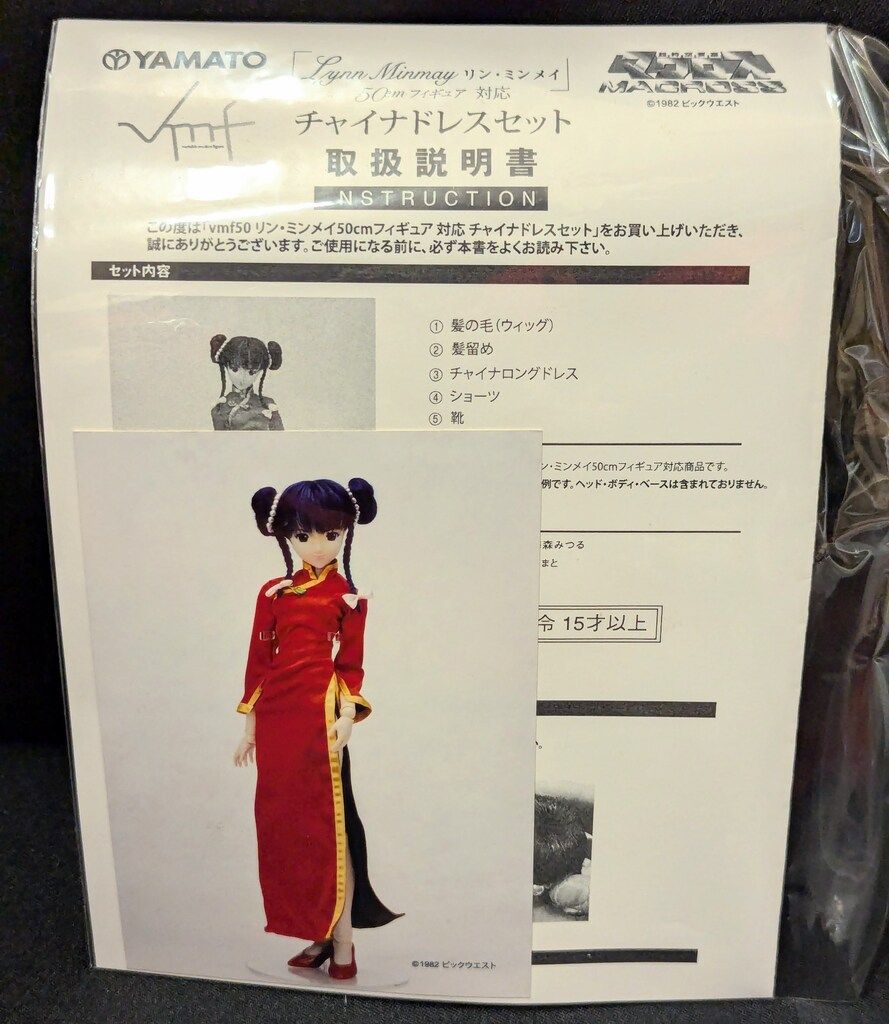 YAMATO
「Lynn Minmay リン・ミンメイ」
50cm フィギュア 対応
超時空要塞
マクロス
MACROSS
©1982 ビックウエスト
vmf
チャイナドレスセット
取扱説明書
NSTRUCTION
この度は「vmf50 リン・ミンメイ50cmフィギュア 対応 チャイナドレスセット」をお買い上げいただき、
誠にありがとうございます。ご使用になる前に、必ず本書をよくお読み下さい。
セット内容
① 髪の毛(ウィッグ)
② 髪留め
③ チャイナロングドレス
④ ショーツ
⑤ 靴
ン・ミンメイ50cmフィギュア対応商品です。
例です。ヘッド・ボディ・ベースは含まれておりません。
森みつる
まと
令 15才以上
©1982 ビックウエスト